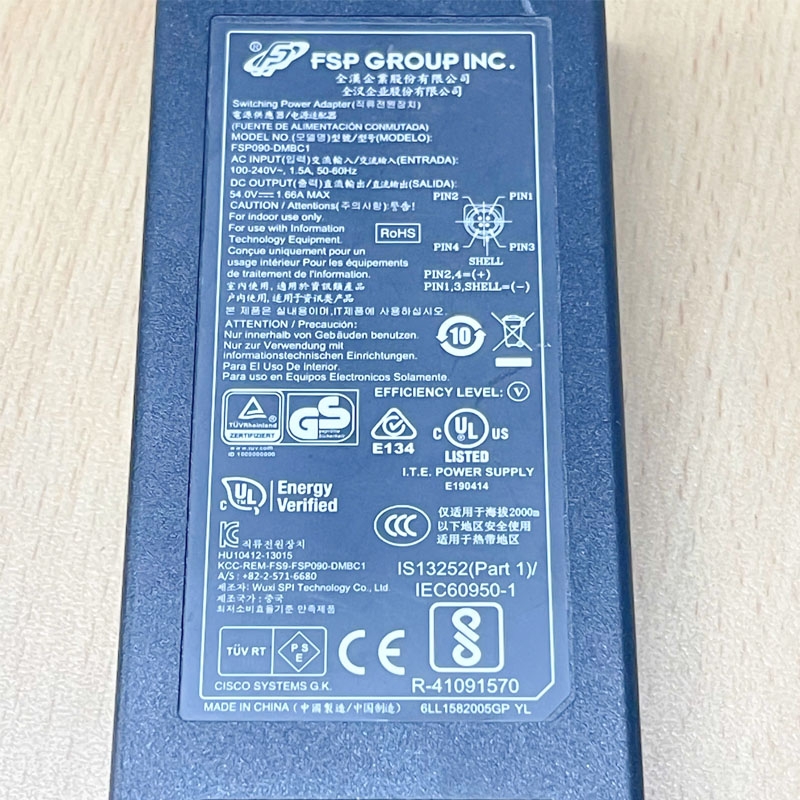 FSP GROUP INC.
全漢企業股份有限公司
全汉企业股份有限公司
Switching Power Adapter(직류전원장치)
電源供應器/电源适配器
(FUENTE DE ALIMENTACIÓN CONMUTADA)
MODEL NO.(모델명)型號/型号(MODELO):
FSP090-DMBC1
AC INPUT(입력)交流輸入/交流输入(ENTRADA):
100-240V~, 1.5A, 50-60Hz
DC OUTPUT(출력)直流輸出/直流输出(SALIDA):
54.0V⎓1.66A MAX
CAUTION / Attentions(주의사항):警告!
For indoor use only.
For use with Information
Technology Equipment.
RoHS
PIN2 PIN1
PIN4 PIN3
SHELL
PIN2,4=(+)
PIN1,3,SHELL=(-)
Conçue uniquement pour un
usage intérieur Pour les équipements
de traitement de l'information.
室內使用, 適用於資訊類產品
户内使用, 适用于资讯类产品
본 제품은 실내용이며,IT제품에 사용하십시오.
ATTENTION / Precaución:
Nur innerhalb von Gebäuden benutzen.
Nur zur Verwendung mit
informationstechnischen Einrichtungen.
Para El Uso De Interior.
Para uso en Equipos Electronicos Solamente.
10
EFFICIENCY LEVEL: V
TÜVRheinland
ZERTIFIZIERT
GS
geprüfte
Sicherheit
www.tuv.com
E134
C UL US
LISTED
I.T.E. POWER SUPPLY
E190414
C UL
Energy
Verified
CCC
仅适用于海拔2000m
以下地区安全使用
适用于热带地区
직류전원장치
HU10412-13015
KCC-REM-FS9-FSP090-DMBC1
A/S : +82-2-571-6680
제조자: Wuxi SPI Technology Co., Ltd
제조국가: 중국
최저소비효율기준 만족제품
IS13252(Part 1)/
IEC60950-1
TÜV RT
PS
E
CE
R-41091570
CISCO SYSTEMS G.K.
MADE IN CHINA (中國製造/中国制造) 6LL1582005GP YL